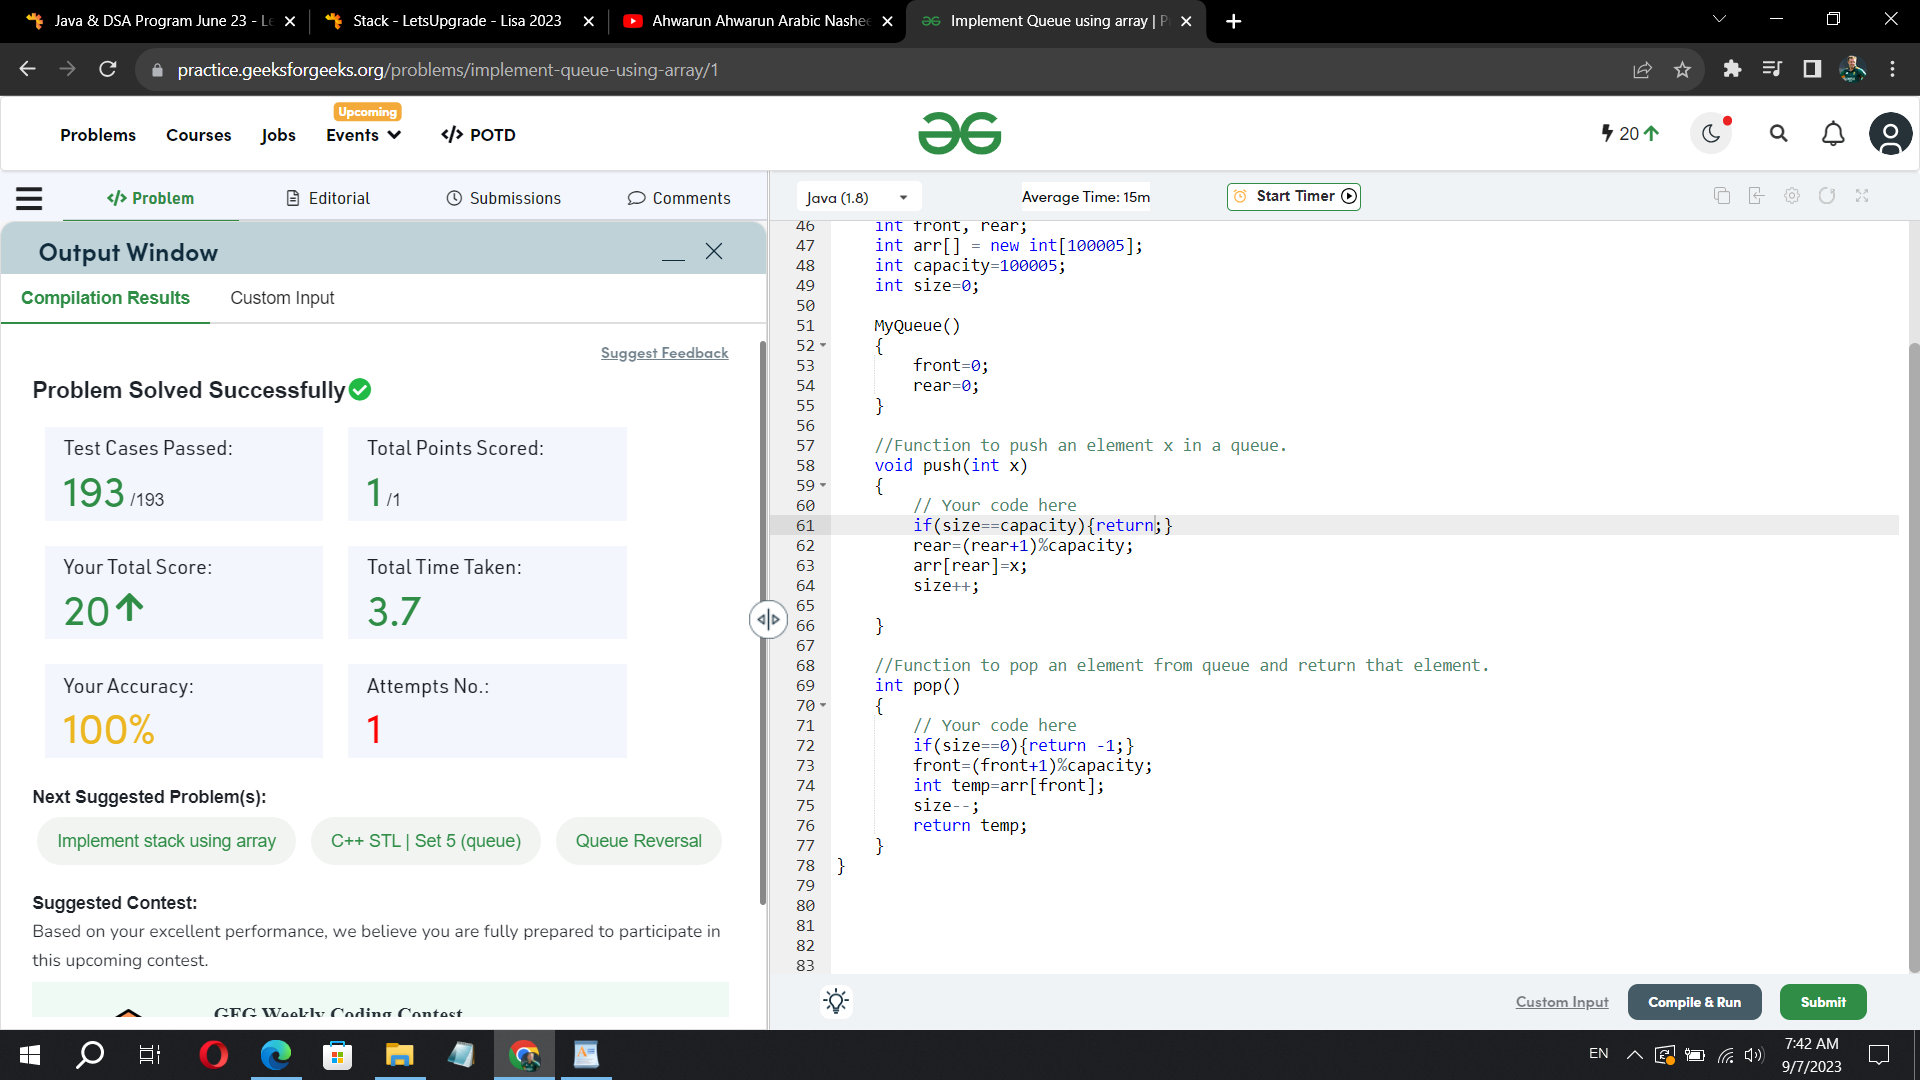 Java & DSA Program June 23 - Le
Stack - LetsUpgrade - Lisa 2023
Ahwarun Ahwarun Arabic Nashee
Implement Queue using array | P
practice.geeksforgeeks.org/problems/implement-queue-using-array/1
Problems
Courses
Jobs
Upcoming
Events
</> POTD
20
</> Problem
Editorial
Submissions
Comments
Java (1.8)
Average Time: 15m
Start Timer
Output Window
Compilation Results
Custom Input
Suggest Feedback
Problem Solved Successfully
Test Cases Passed:
193 /193
Total Points Scored:
1 /1
Your Total Score:
20
Total Time Taken:
3.7
Your Accuracy:
100%
Attempts No.:
1
Next Suggested Problem(s):
Implement stack using array
C++ STL | Set 5 (queue)
Queue Reversal
Suggested Contest:
Based on your excellent performance, we believe you are fully prepared to participate in
this upcoming contest.
GFG Weekly Coding Contest
46 int front, rear;
47 int arr[] = new int[100005];
48 int capacity=100005;
49 int size=0;
50
51 MyQueue()
52 {
53 front=0;
54 rear=0;
55 }
56
57 //Function to push an element x in a queue.
58 void push(int x)
59 {
60 // Your code here
61 if(size==capacity){return;}
62 rear=(rear+1)%capacity;
63 arr[rear]=x;
64 size++;
65
66 }
67
68 //Function to pop an element from queue and return that element.
69 int pop()
70 {
71 // Your code here
72 if(size==0){return -1;}
73 front=(front+1)%capacity;
74 int temp=arr[front];
75 size--;
76 return temp;
77 }
78 }
79
80
81
82
83
Custom Input
Compile & Run
Submit
EN
7:42 AM
9/7/2023